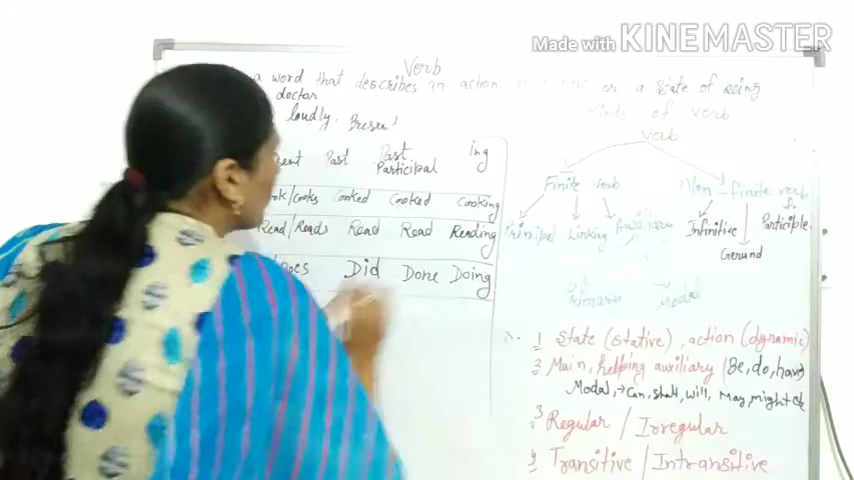 Made with KINEMASTER
Verb
a word that describes an action or a state of being
doctor
loudly.
Kinds of verb
Verb
Past Past Participal ing
Cook/Cooks Cooked Cooked Cooking
Read/Reads Read Read Reading
Does Did Done Doing
Finite verb Non-finite verb
Principal Linking Auxiliary
Infinitive Gerund Participle
Primary Modal
1 State (stative), action (dynamic)
2 Main, helping auxiliary (Be, do, have)
Modal, → Can, shall, will, May, might etc
3 Regular / Irregular
4 Transitive / Intransitive